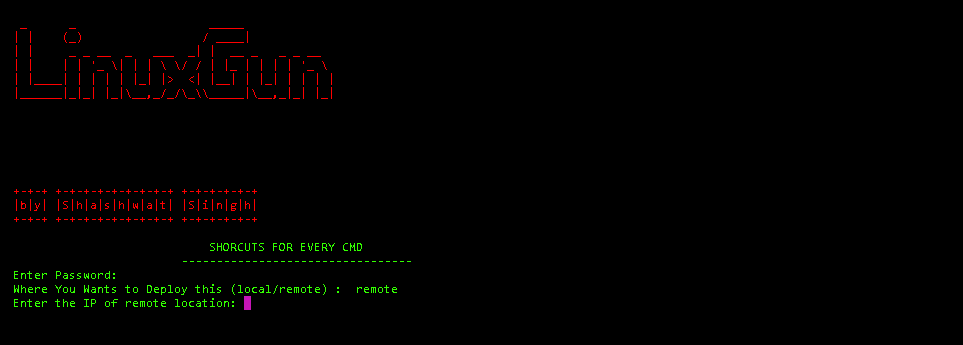 LinuxGun
|b|y| |S|h|a|s|h|w|a|t| |S|i|n|g|h|
SHORCUTS FOR EVERY CMD
Enter Password:
Where You Wants to Deploy this (local/remote) :  remote
Enter the IP of remote location: